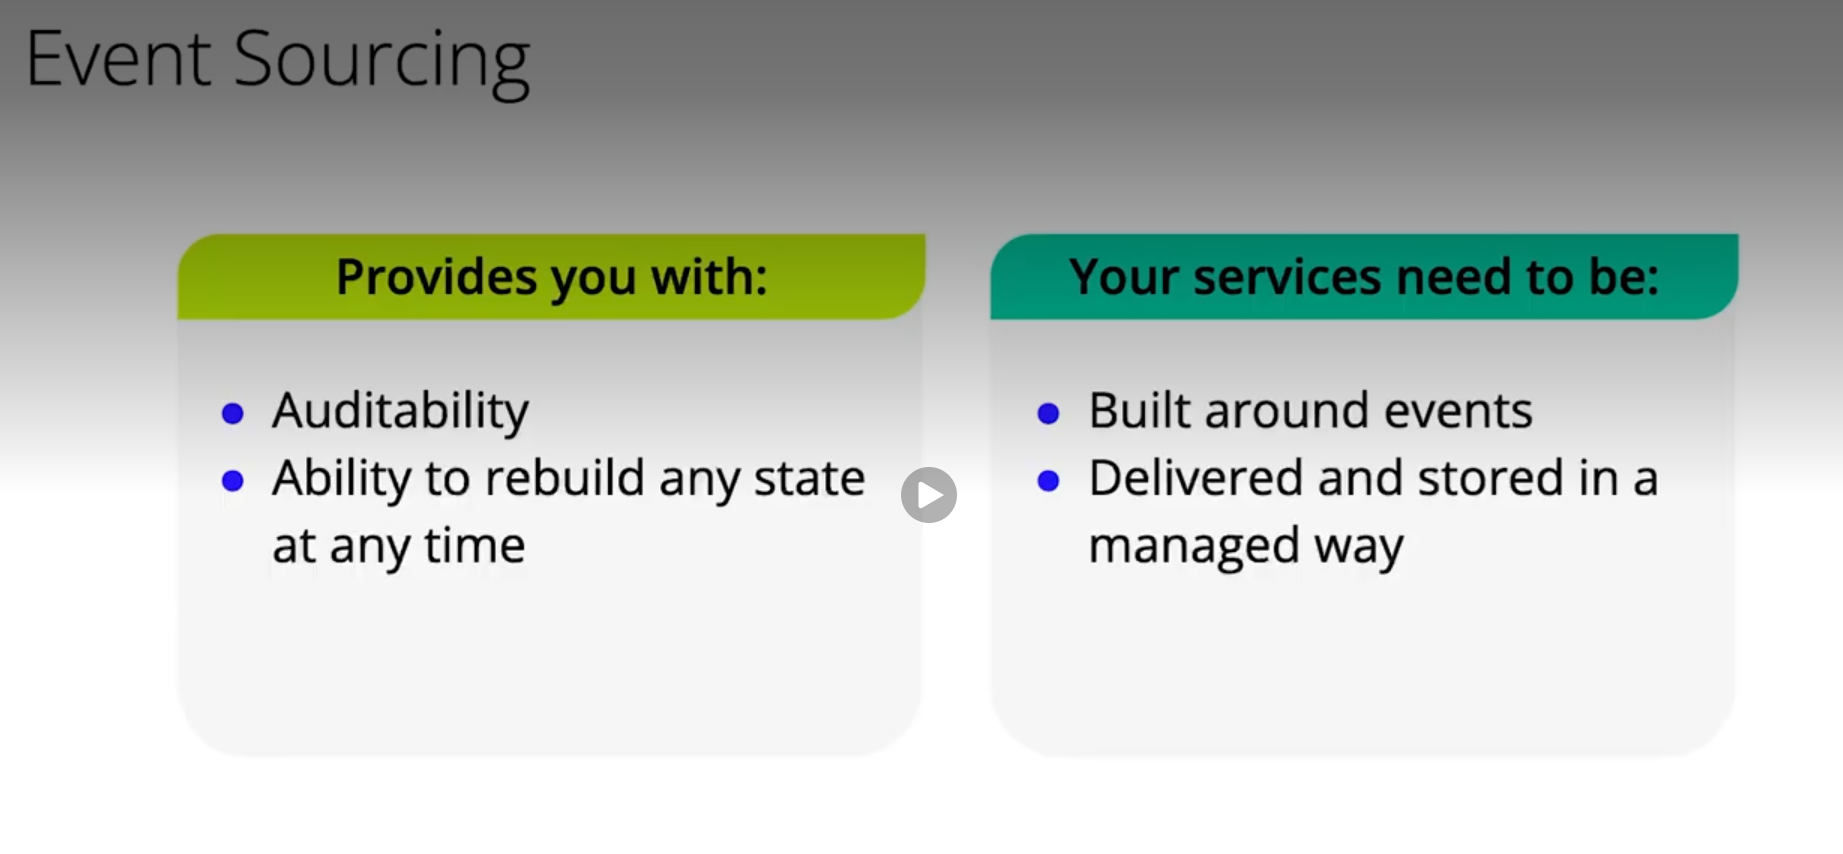 Event Sourcing
Provides you with:
Auditability
Ability to rebuild any state
at any time
Your services need to be:
Built around events
Delivered and stored in a
managed way